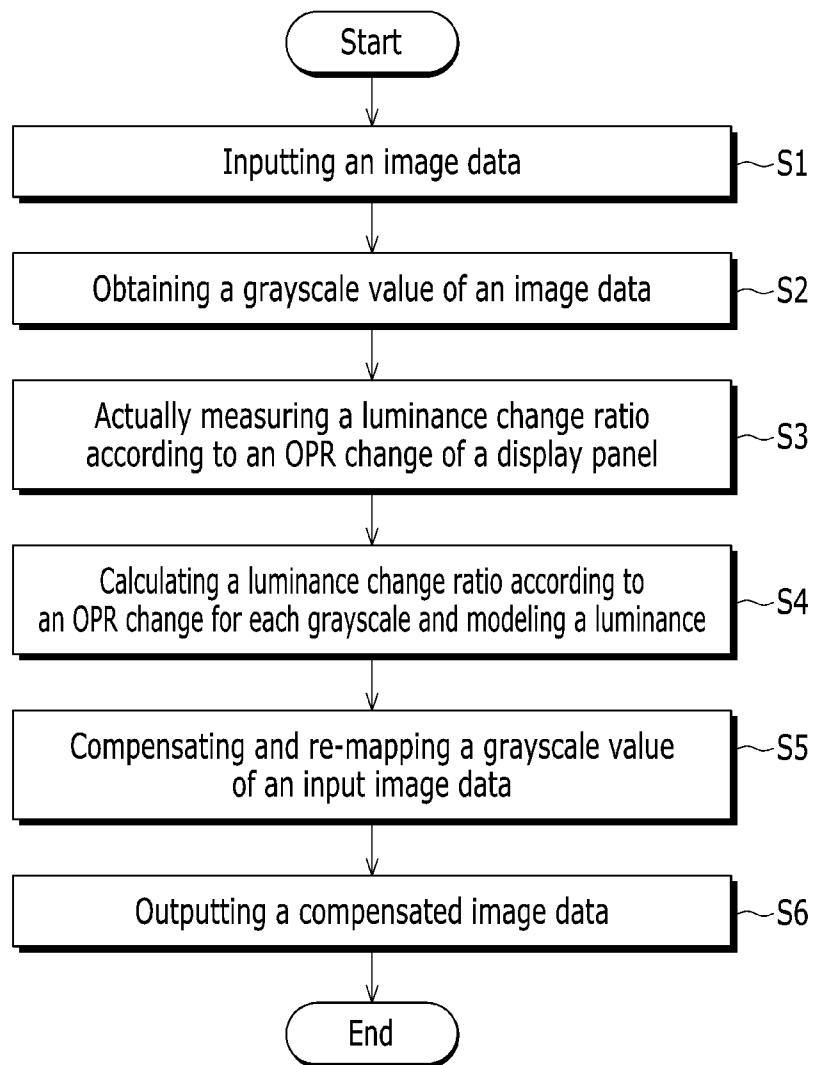 Start
Inputting an image data
S1
Obtaining a grayscale value of an image data
S2
Actually measuring a luminance change ratio
according to an OPR change of a display panel
S3
Calculating a luminance change ratio according to
an OPR change for each grayscale and modeling a luminance
S4
Compensating and re-mapping a grayscale value
of an input image data
S5
Outputting a compensated image data
S6
End